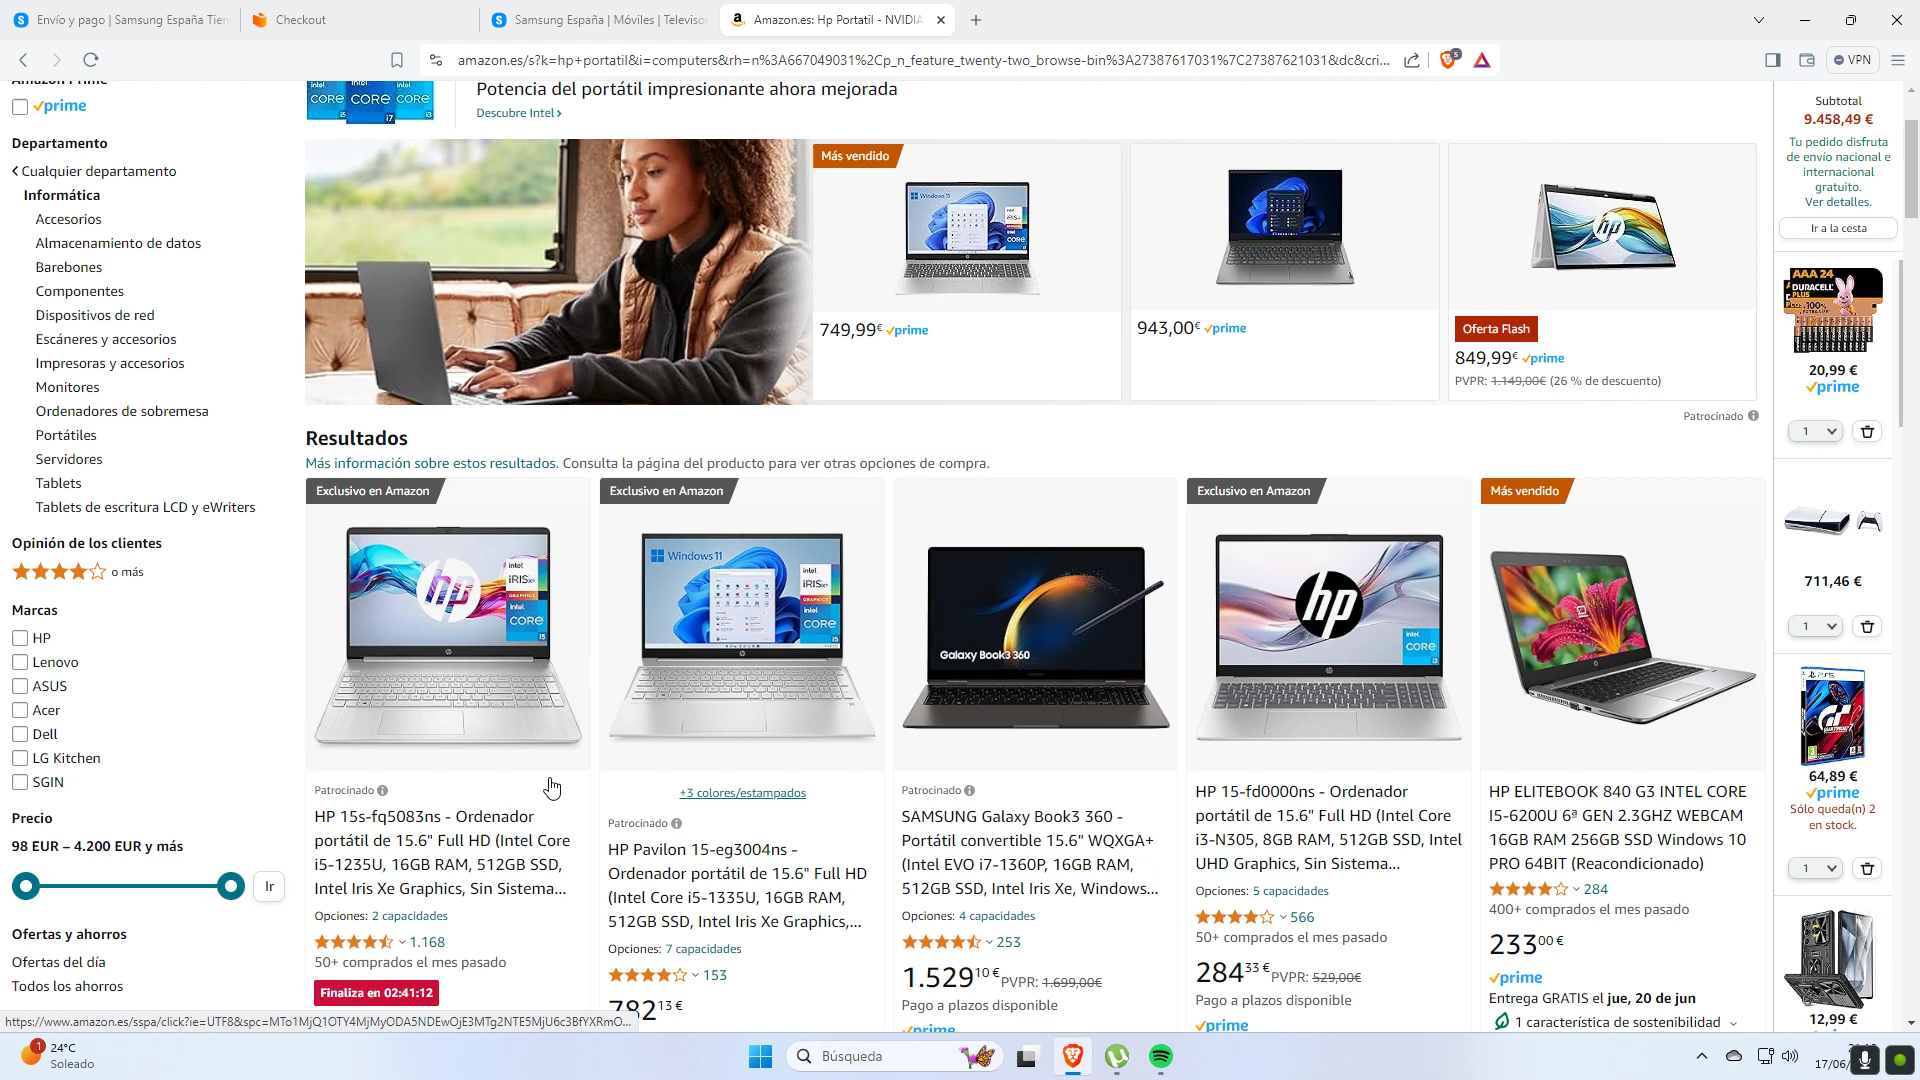 Envío y pago | Samsung España Tien
Checkout
Samsung España | Móviles | Televiso
Amazon.es: Hp Portatil - NVIDIA
amazon.es/s?k=hp+portatil&i=computers&rh=n%3A667049031%2Cp_n_feature_twenty-two_browse-bin%3A27387617031%7C27387621031&dc&cri...
5
VPN
prime
Departamento
Cualquier departamento
Informática
Accesorios
Almacenamiento de datos
Barebones
Componentes
Dispositivos de red
Escáneres y accesorios
Impresoras y accesorios
Monitores
Ordenadores de sobremesa
Portátiles
Servidores
Tablets
Tablets de escritura LCD y eWriters
Opinión de los clientes
o más
Marcas
HP
Lenovo
ASUS
Acer
Dell
LG Kitchen
SGIN
Precio
98 EUR – 4.200 EUR y más
Ir
Ofertas y ahorros
Ofertas del día
Todos los ahorros
Potencia del portátil impresionante ahora mejorada
Descubre Intel ›
Más vendido
749,99€ prime
943,00€ prime
Oferta Flash
849,99€ prime
PVPR: 1.149,00€ (26 % de descuento)
Patrocinado
Resultados
Más información sobre estos resultados. Consulta la página del producto para ver otras opciones de compra.
Exclusivo en Amazon
Patrocinado
HP 15s-fq5083ns - Ordenador
portátil de 15.6" Full HD (Intel Core
i5-1235U, 16GB RAM, 512GB SSD,
Intel Iris Xe Graphics, Sin Sistema...
Opciones: 2 capacidades
1.168
50+ comprados el mes pasado
Finaliza en 02:41:12
Exclusivo en Amazon
Windows 11
+3 colores/estampados
Patrocinado
HP Pavilon 15-eg3004ns -
Ordenador portátil de 15.6" Full HD
(Intel Core i5-1335U, 16GB RAM,
512GB SSD, Intel Iris Xe Graphics,...
Opciones: 7 capacidades
153
782 13 €
Galaxy Book3 360
Patrocinado
SAMSUNG Galaxy Book3 360 -
Portátil convertible 15.6" WQXGA+
(Intel EVO i7-1360P, 16GB RAM,
512GB SSD, Intel Iris Xe, Windows...
Opciones: 4 capacidades
253
1.529 10 € PVPR: 1.699,00€
Pago a plazos disponible
prime
Exclusivo en Amazon
HP 15-fd0000ns - Ordenador
portátil de 15.6" Full HD (Intel Core
i3-N305, 8GB RAM, 512GB SSD, Intel
UHD Graphics, Sin Sistema...
Opciones: 5 capacidades
566
50+ comprados el mes pasado
284 33 € PVPR: 529,00€
Pago a plazos disponible
prime
Más vendido
HP ELITEBOOK 840 G3 INTEL CORE
I5-6200U 6ª GEN 2.3GHZ WEBCAM
16GB RAM 256GB SSD Windows 10
PRO 64BIT (Reacondicionado)
284
400+ comprados el mes pasado
233 00 €
prime
Entrega GRATIS el jue, 20 de jun
1 característica de sostenibilidad
Subtotal
9.458,49 €
Tu pedido disfruta
de envío nacional e
internacional
gratuito.
Ver detalles.
Ir a la cesta
AAA 24
DURACELL
PLUS
20,99 €
prime
1
711,46 €
1
64,89 €
prime
Sólo queda(n) 2
en stock.
1
12,99 €
https://www.amazon.es/sspa/click?ie=UTF8&spc=MTo1MjQ1OTY4MjMyODA5NDEwOjE3MTg2NTE5MjU6c3BfYXRmO...
1
24°C
Soleado
Búsqueda
17/06/